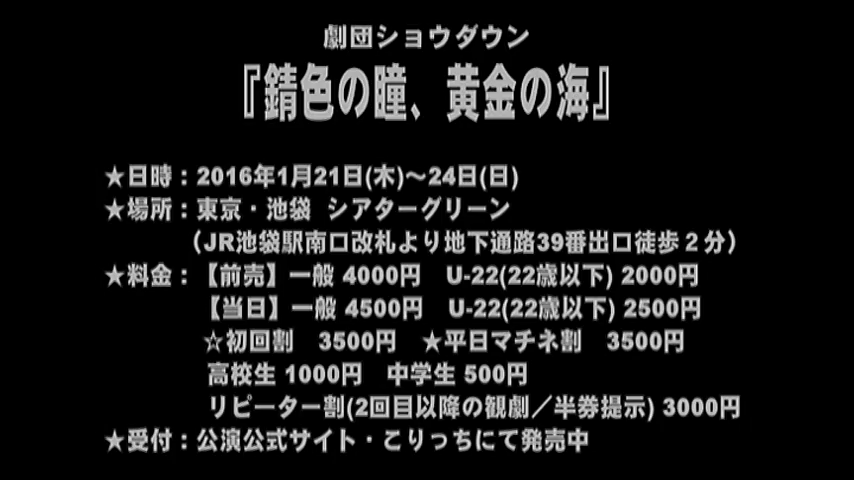 劇団ショウダウン
『錆色の瞳、黄金の海』
★日時：2016年1月21日(木)～24日(日)
★場所：東京・池袋 シアターグリーン
（JR池袋駅南口改札より地下通路39番出口徒歩２分）
★料金：【前売】一般 4000円 U-22(22歳以下) 2000円
【当日】一般 4500円 U-22(22歳以下) 2500円
☆初回割 3500円 ★平日マチネ割 3500円
高校生 1000円 中学生 500円
リピーター割(2回目以降の観劇／半券提示) 3000円
★受付：公演公式サイト・こりっちにて発売中